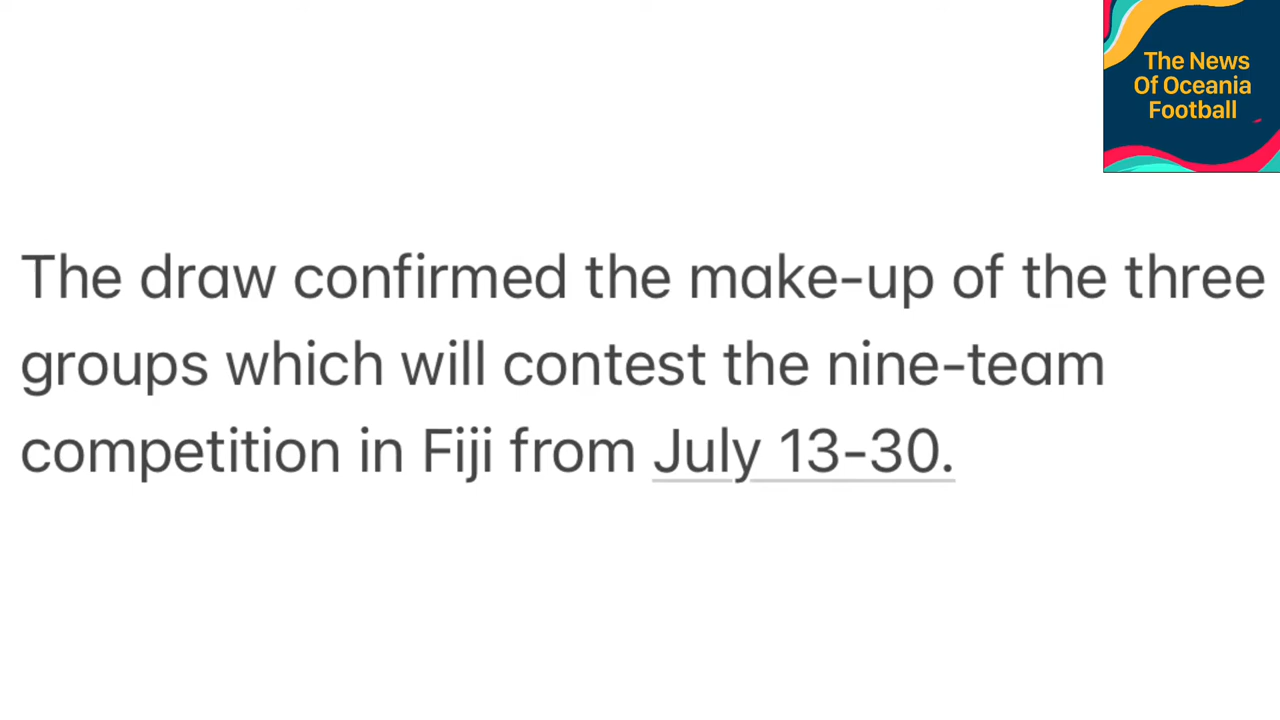 The News
Of Oceania
Football
The draw confirmed the make-up of the three
groups which will contest the nine-team
competition in Fiji from July 13-30.